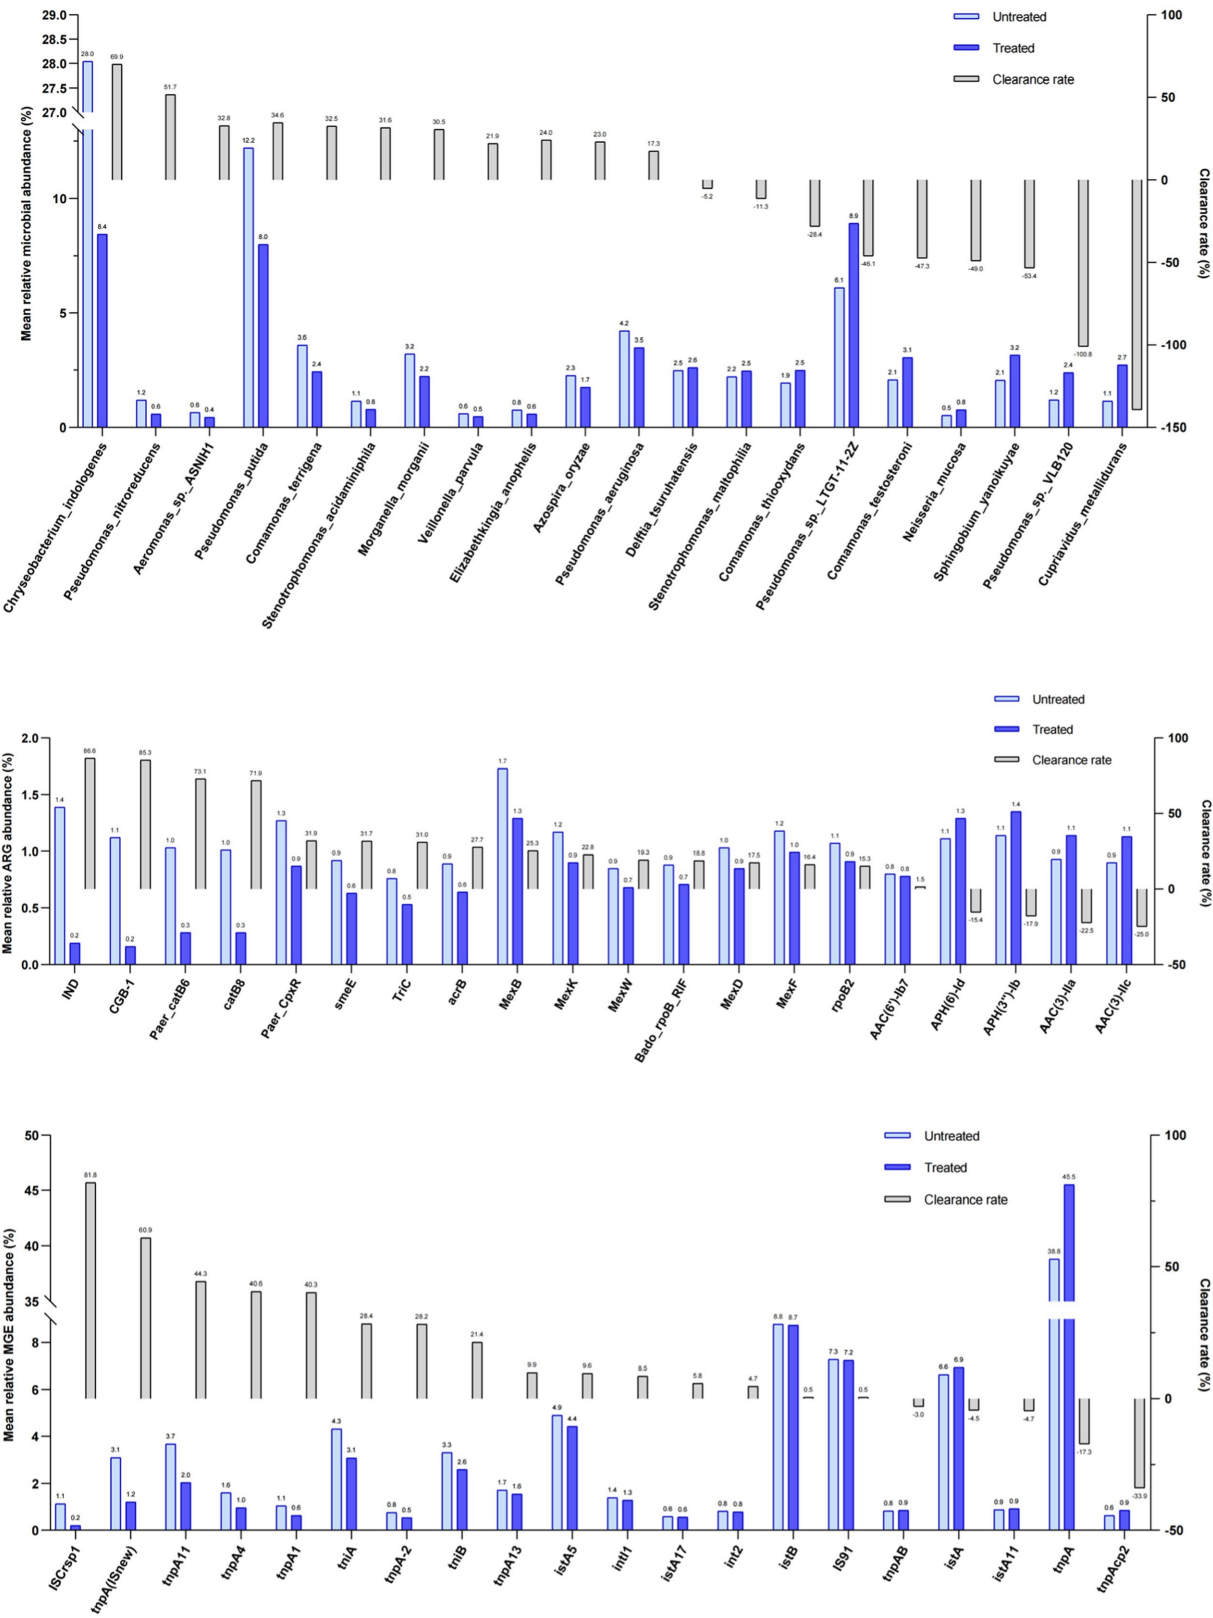 Untreated
Treated
Clearance rate
Mean relative microbial abundance (%)
29.0
28.5
28.0
27.5
27.0
10
5
0
100
50
0
-50
-100
-150
Clearance rate (%)
28.0 8.4 69.9
1.2 0.6 51.7
0.6 0.4 32.8
12.2 8.0 34.6
3.6 2.4 32.5
1.1 0.8 31.6
3.2 2.2 30.5
0.6 0.5 21.9
0.8 0.6 24.0
2.3 1.7 23.0
4.2 3.5 17.3
2.5 2.6 -5.2
2.2 2.5 -11.3
1.9 2.5 -28.4
6.1 8.9 -46.1
2.1 3.1 -47.3
0.5 0.8 -49.0
2.1 3.2 -53.4
1.2 2.4 -100.8
1.1 2.7
Chryseobacterium_indologenes
Pseudomonas_nitroreducens
Aeromonas_sp._ASNIH1
Pseudomonas_putida
Comamonas_terrigena
Stenotrophomonas_acidaminiphila
Morganella_morganii
Veillonella_parvula
Elizabethkingia_anophelis
Azospira_oryzae
Pseudomonas_aeruginosa
Delftia_tsuruhatensis
Stenotrophomonas_maltophilia
Comamonas_thiooxydans
Pseudomonas_sp._LTGT-11-2Z
Comamonas_testosteroni
Neisseria_mucosa
Sphingobium_yanoikuyae
Pseudomonas_sp._VLB120
Cupriavidus_metallidurans
Untreated
Treated
Clearance rate
Mean relative ARG abundance (%)
2.0
1.5
1.0
0.5
0.0
100
50
0
-50
Clearance rate (%)
1.4 0.2 86.6
1.1 0.2 85.3
1.0 0.3 73.1
1.0 0.3 71.9
1.3 0.9 31.9
0.9 0.6 31.7
0.8 0.5 31.0
0.9 0.6 27.7
1.7 1.3 25.3
1.2 0.9 22.8
0.9 0.7 19.3
0.9 0.7 18.8
1.0 0.9 17.5
1.2 1.0 16.4
1.1 0.9 15.3
0.8 0.8 1.5
1.1 1.3 -15.4
1.1 1.4 -17.9
0.9 1.1 -22.5
0.9 1.1 -25.0
IND
CGB-1
Paer_catB6
catB8
Paer_CpxR
smeE
TriC
acrB
MexB
MexK
MexW
Bado_rpoB_RIF
MexD
MexF
rpoB2
AAC(6')-Ib7
APH(6)-Id
APH(3'')-Ib
AAC(3)-IIa
AAC(3)-IIc
Untreated
Treated
Clearance rate
Mean relative MGE abundance (%)
50
45
40
35
8
6
4
2
0
100
50
0
-50
Clearance rate (%)
1.1 0.2 81.8
3.1 1.2 60.9
3.7 2.0 44.3
1.6 1.0 40.6
1.1 0.6 40.3
4.3 3.1 28.4
0.8 0.5 28.2
3.3 2.6 21.4
1.7 1.6 9.9
4.9 4.4 9.6
1.4 1.3 8.5
0.6 0.6 5.8
0.8 0.8 4.7
8.8 8.7 0.5
7.3 7.2 0.5
0.8 0.9 -3.0
6.6 6.9 -4.5
0.9 0.9 -4.7
38.8 45.5 -17.3
0.6 0.9 -33.9
ISCrsp1
tnpA(ISnew)
tnpA11
tnpA4
tnpA1
tniA
tnpA-2
tniB
tnpA13
istA5
intI1
istA17
int2
istB
IS91
tnpAB
istA
istA11
tnpA
tnpAcp2